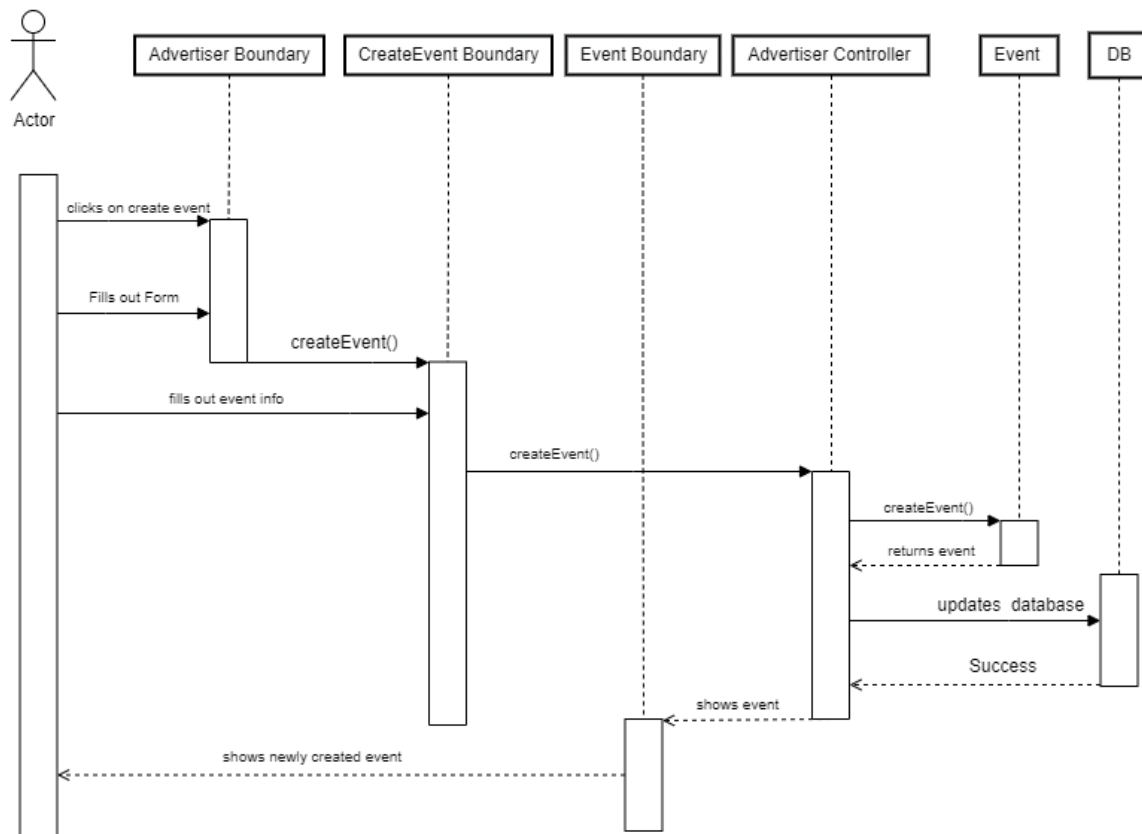 Advertiser Boundary
CreateEvent Boundary
Event Boundary
Advertiser Controller
Event
DB
Actor
clicks on create event
Fills out Form
createEvent()
fills out event info
createEvent()
createEvent()
returns event
updates database
Success
shows event
shows newly created event